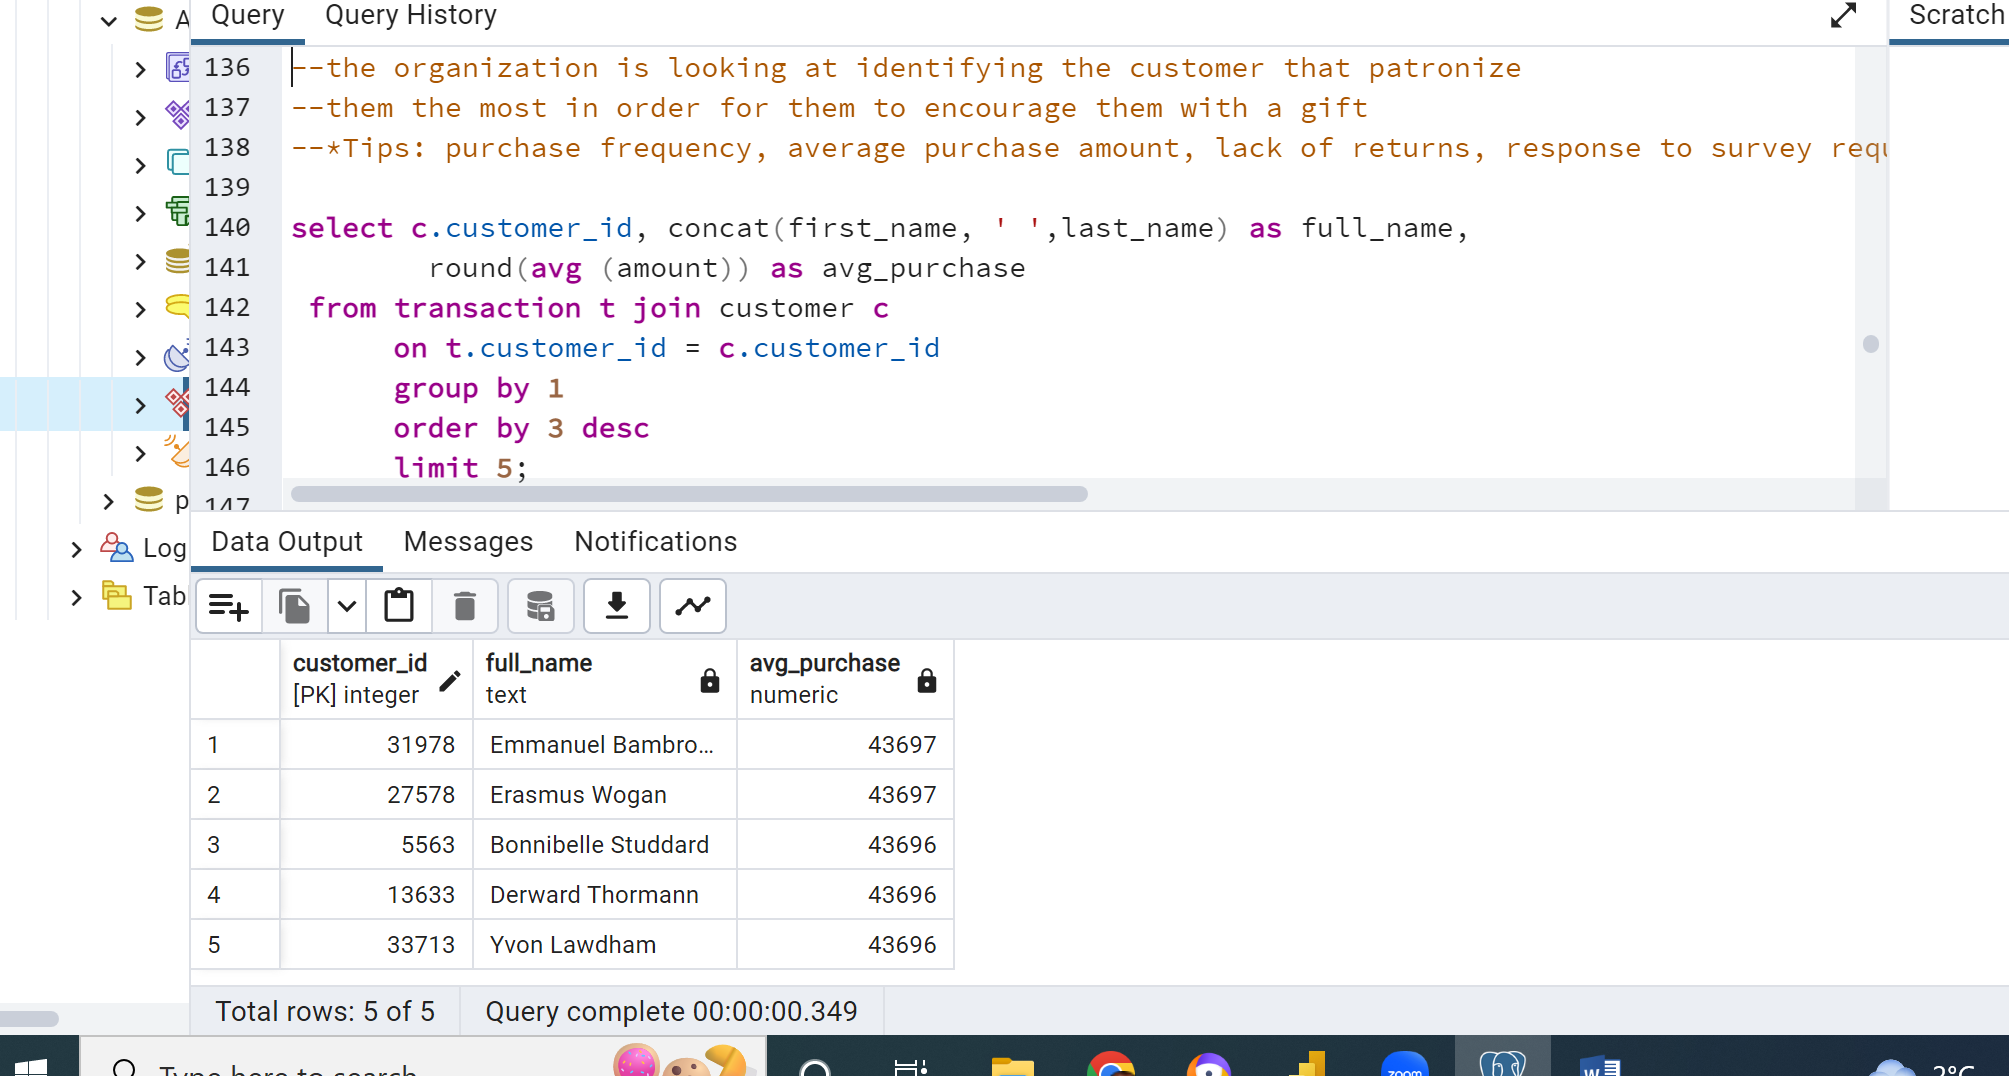 A
Query
Query History
Scratch
136 --the organization is looking at identifying the customer that patronize
137 --them the most in order for them to encourage them with a gift
138 --*Tips: purchase frequency, average purchase amount, lack of returns, response to survey requ
139
140 select c.customer_id, concat(first_name, ' ',last_name) as full_name,
141 round(avg (amount)) as avg_purchase
142 from transaction t join customer c
143 on t.customer_id = c.customer_id
144 group by 1
145 order by 3 desc
146 limit 5;
147
p
Log
Tab
Data Output
Messages
Notifications
customer_id
[PK] integer
full_name
text
avg_purchase
numeric
1 31978 Emmanuel Bambro... 43697
2 27578 Erasmus Wogan 43697
3 5563 Bonnibelle Studdard 43696
4 13633 Derward Thormann 43696
5 33713 Yvon Lawdham 43696
Total rows: 5 of 5
Query complete 00:00:00.349
Type here to search
zoom
W
2°C